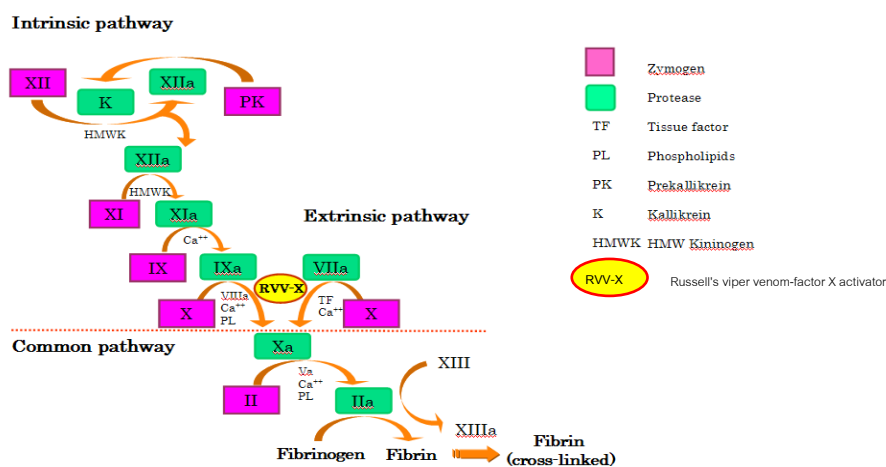 Intrinsic pathway
XII
XIIa
K
PK
HMWK
XIIa
HMWK
XI
XIa
Extrinsic pathway
Ca++
IX
IXa
VIIa
RVV-X
X
VIIIa
Ca++
PL
TF
Ca++
X
Common pathway
Xa
Va
Ca++
PL
XIII
II
IIa
XIIIa
Fibrinogen
Fibrin
Fibrin
(cross-linked)
Zymogen
Protease
TF Tissue factor
PL Phospholipids
PK Prekallikrein
K Kallikrein
HMWK HMW Kininogen
RVV-X Russell's viper venom-factor X activator